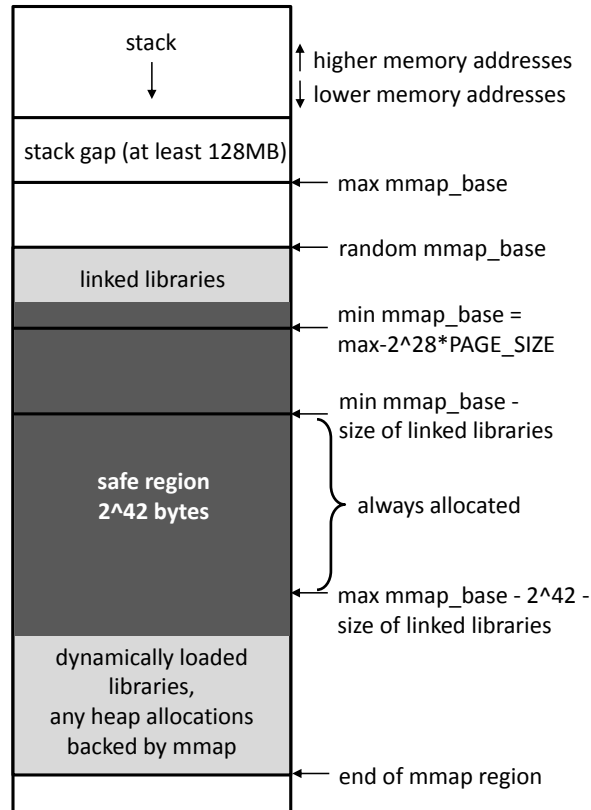 stack
higher memory addresses
lower memory addresses
stack gap (at least 128MB)
max mmap_base
random mmap_base
linked libraries
min mmap_base =
max-2^28*PAGE_SIZE
min mmap_base -
size of linked libraries
safe region
2^42 bytes
always allocated
max mmap_base - 2^42 -
size of linked libraries
dynamically loaded
libraries,
any heap allocations
backed by mmap
end of mmap region